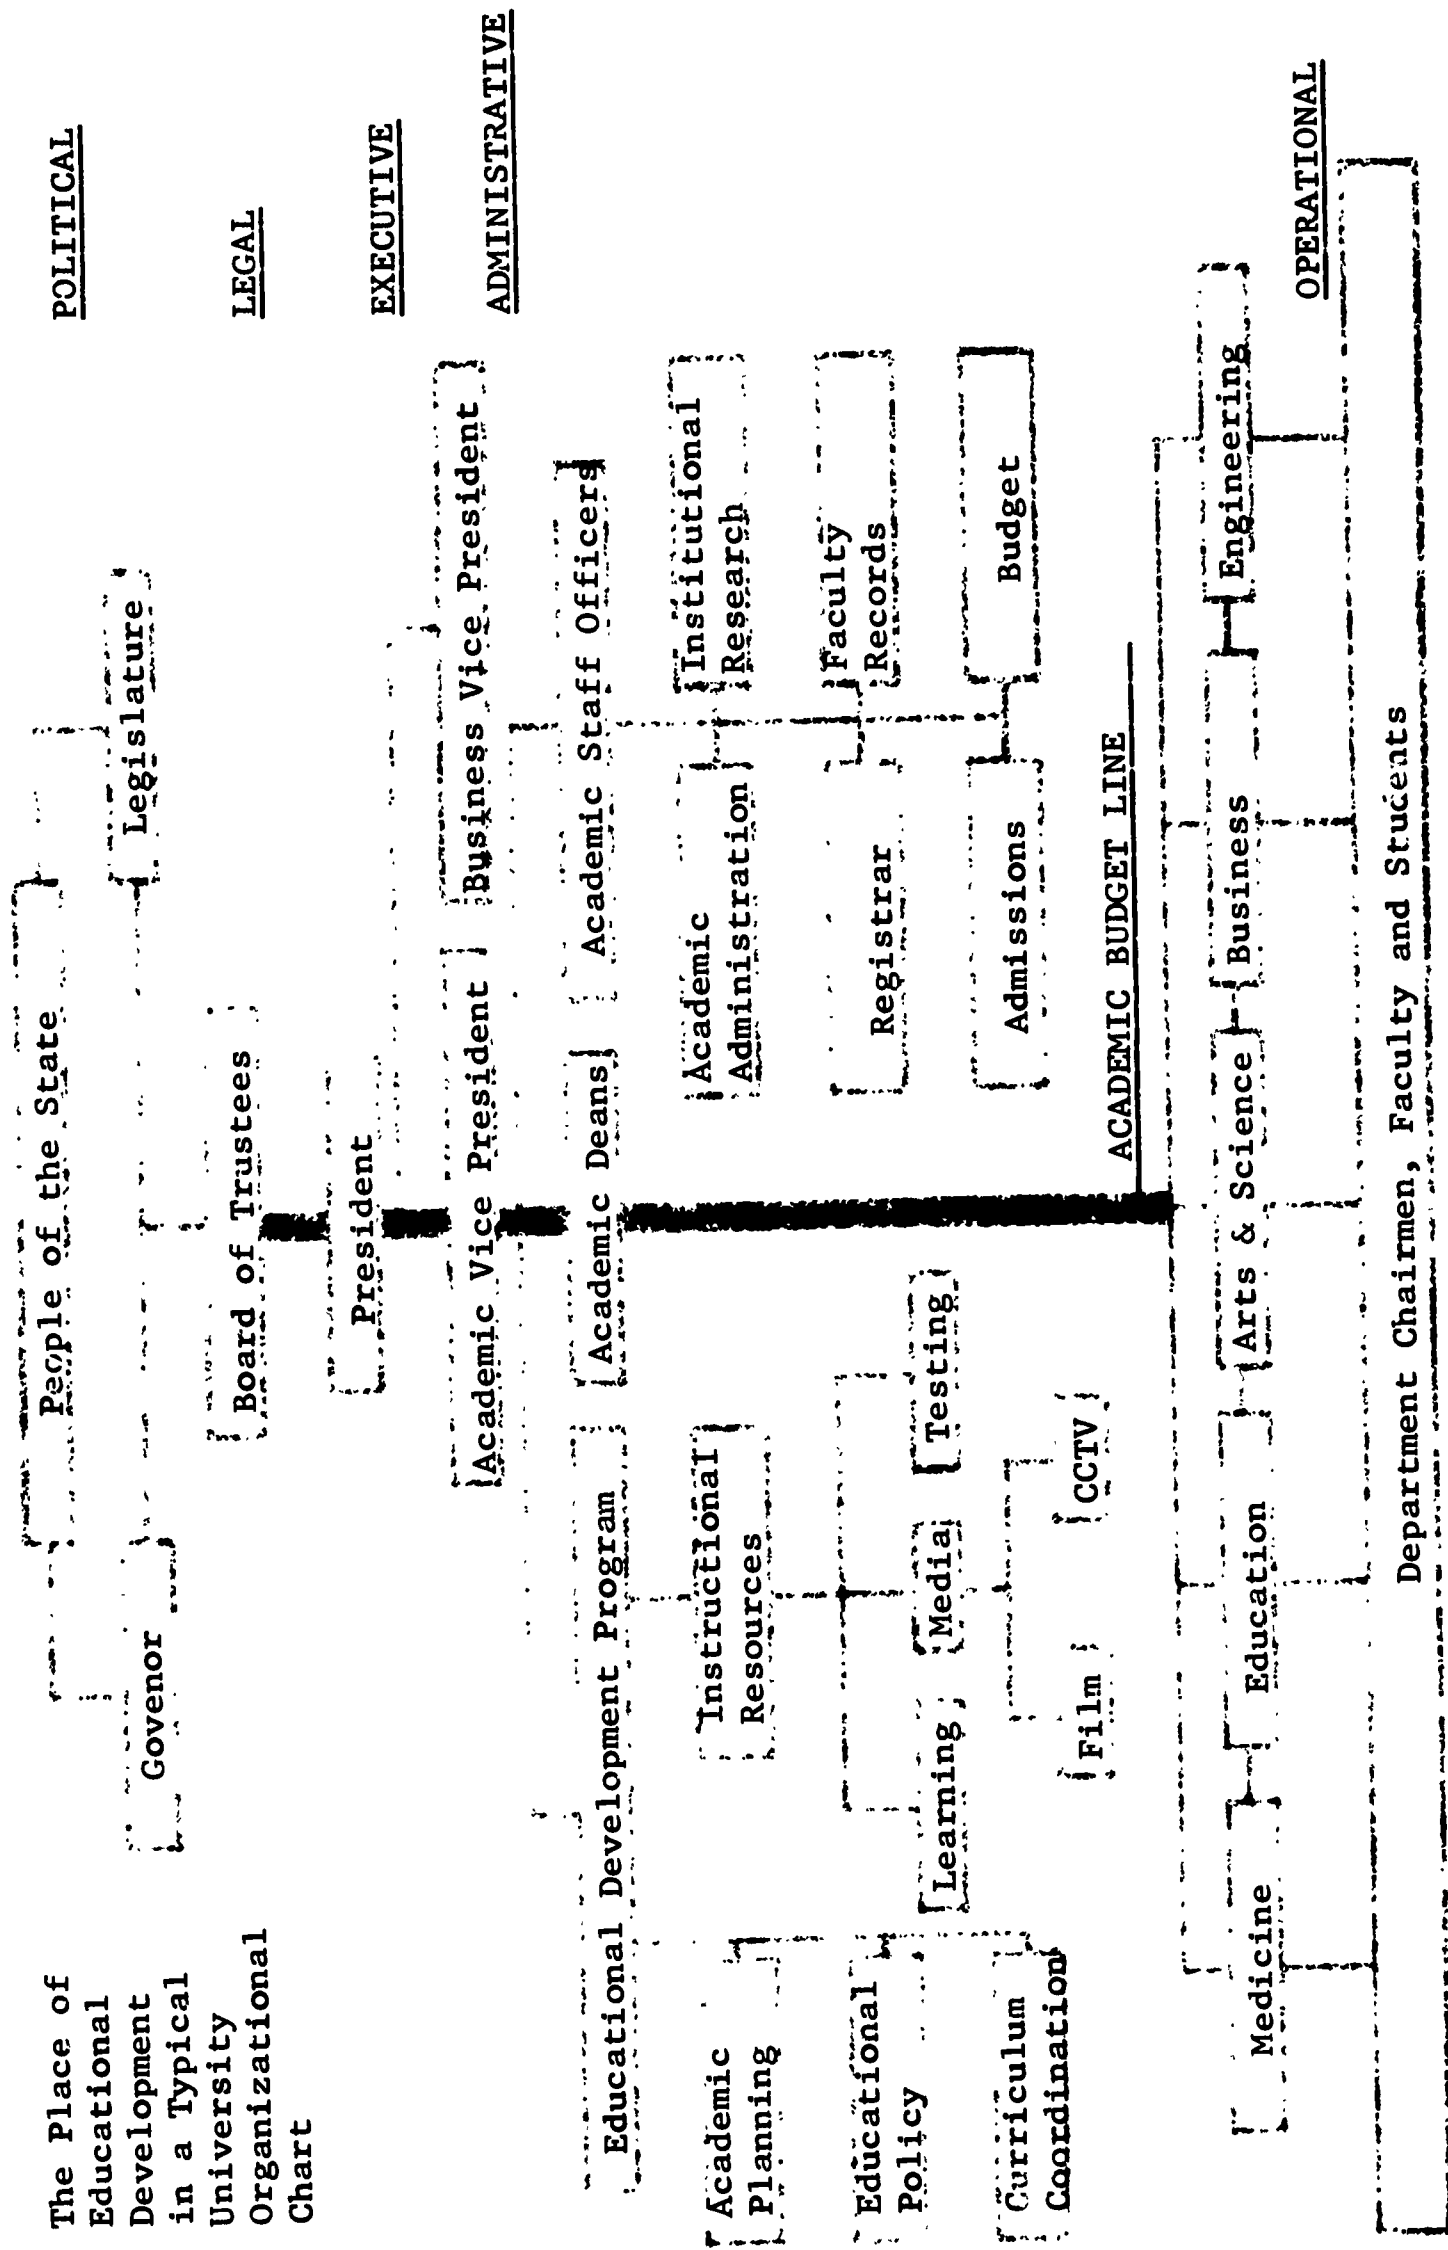 The Place of
Educational
Development
in a Typical
University
Organizational
Chart
POLITICAL
People of the State
Govenor
Legislature
LEGAL
Board of Trustees
EXECUTIVE
President
ADMINISTRATIVE
Academic Vice President
Business Vice President
Educational Development Program
Academic Deans
Academic Staff Officers
Academic
Planning
Instructional
Resources
Academic
Administration
Institutional
Research
Educational
Policy
Registrar
Faculty
Records
Learning
Media
Testing
Curriculum
Coordination
Admissions
Budget
Film
CCTV
ACADEMIC BUDGET LINE
Medicine
Education
Arts & Science
Business
Engineering
OPERATIONAL
Department Chairmen, Faculty and Students